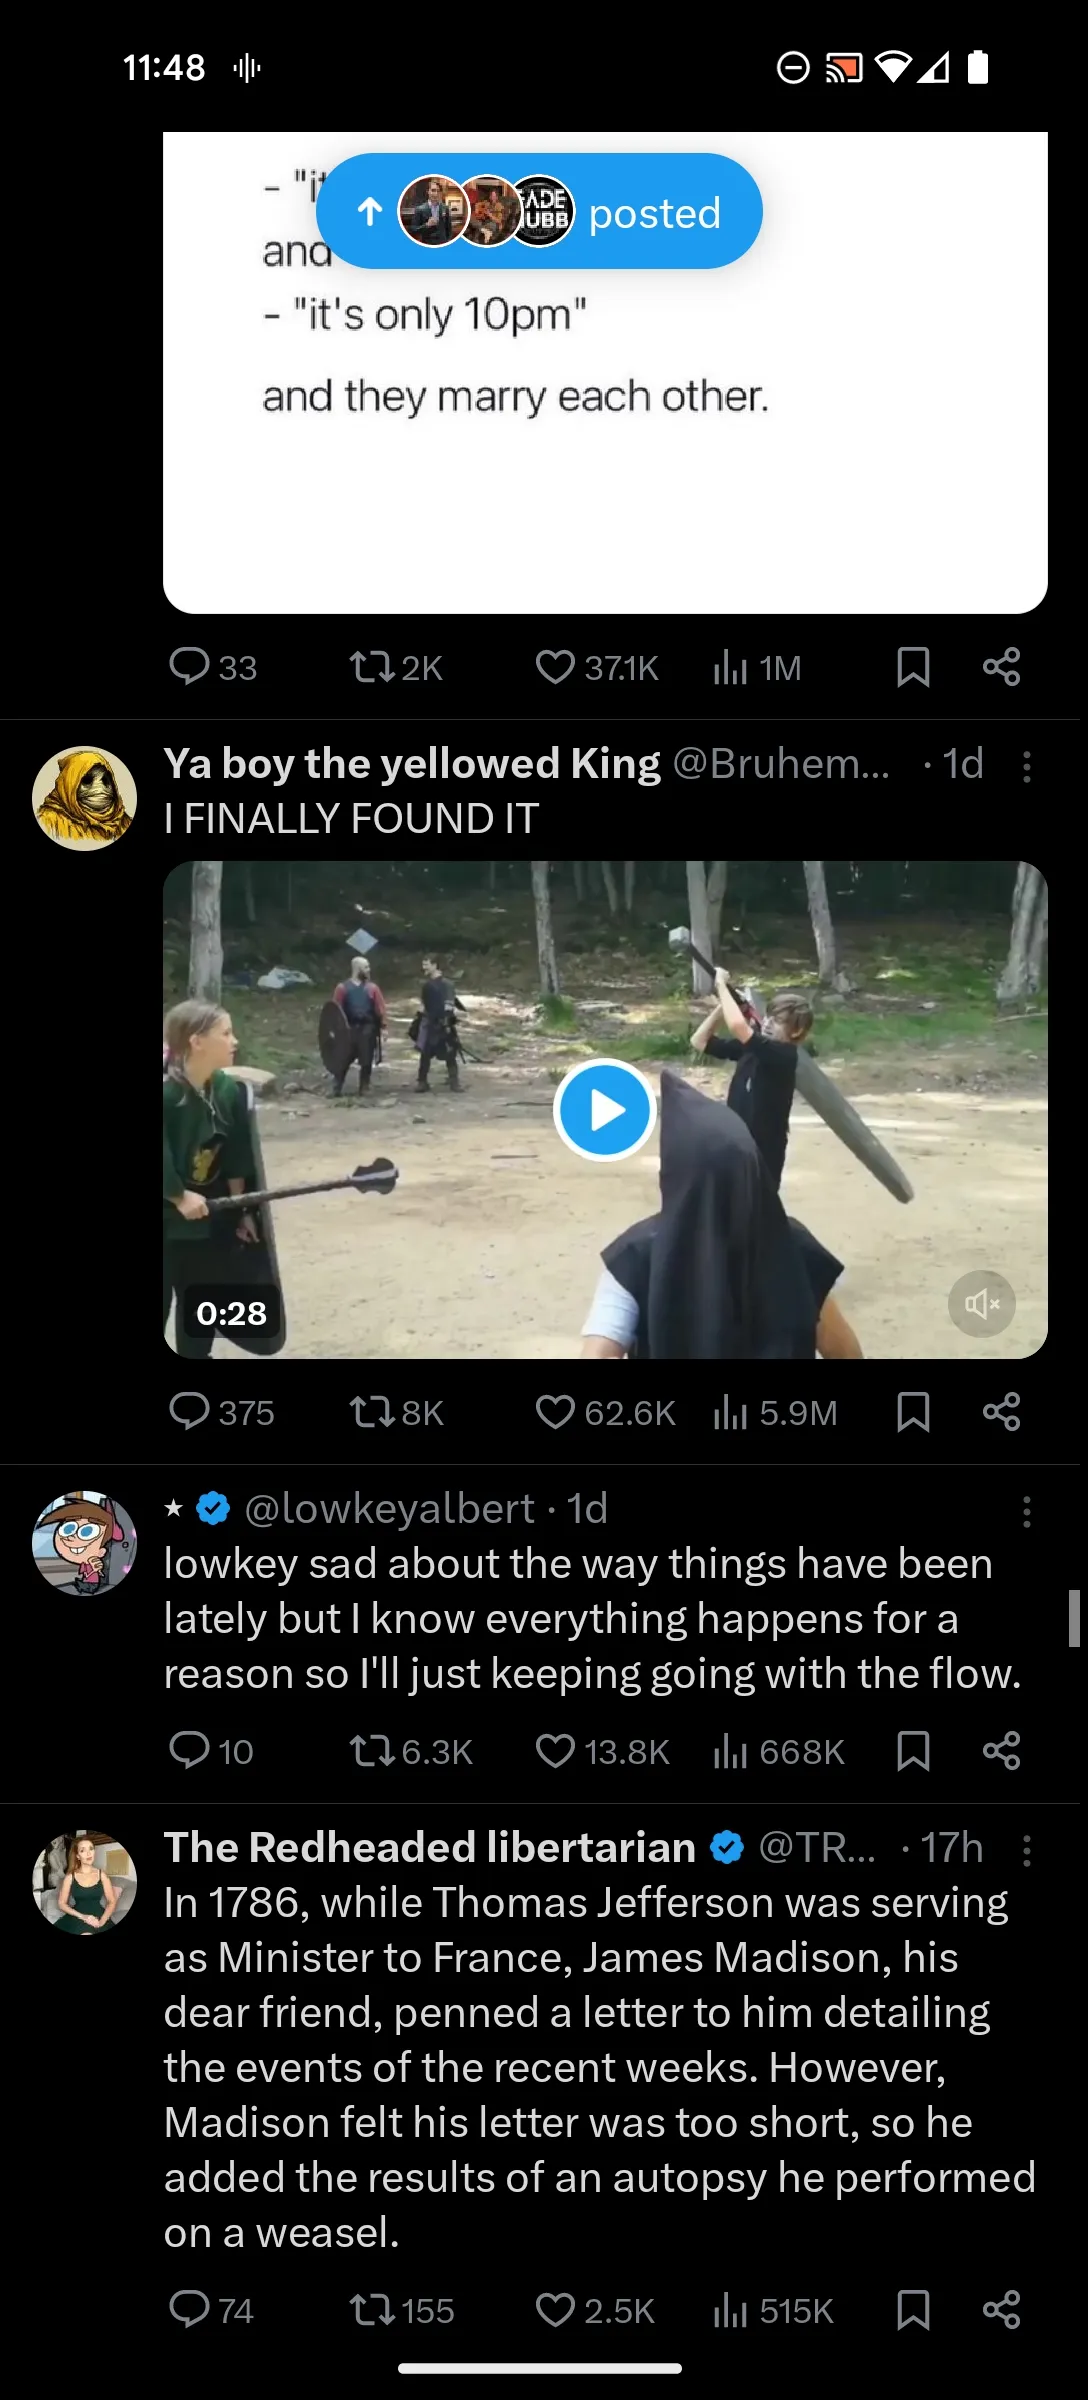 11:48
- "it
and
posted
- "it's only 10pm"
and they marry each other.
33 2K 37.1K 1M
Ya boy the yellowed King @Bruhem... · 1d
I FINALLY FOUND IT
0:28
375 8K 62.6K 5.9M
@lowkeyalbert · 1d
lowkey sad about the way things have been
lately but I know everything happens for a
reason so I'll just keeping going with the flow.
10 6.3K 13.8K 668K
The Redheaded libertarian @TR... · 17h
In 1786, while Thomas Jefferson was serving
as Minister to France, James Madison, his
dear friend, penned a letter to him detailing
the events of the recent weeks. However,
Madison felt his letter was too short, so he
added the results of an autopsy he performed
on a weasel.
74 155 2.5K 515K